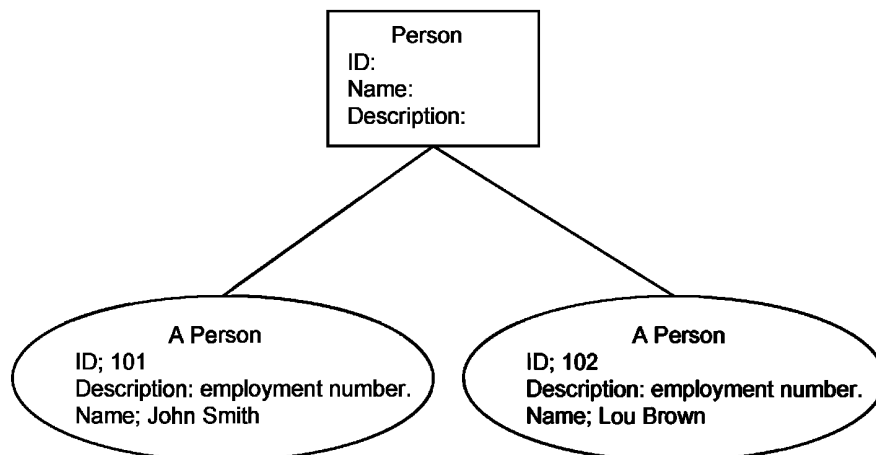 Person
ID:
Name:
Description:
A Person
ID; 101
Description: employment number.
Name; John Smith
A Person
ID; 102
Description: employment number.
Name; Lou Brown